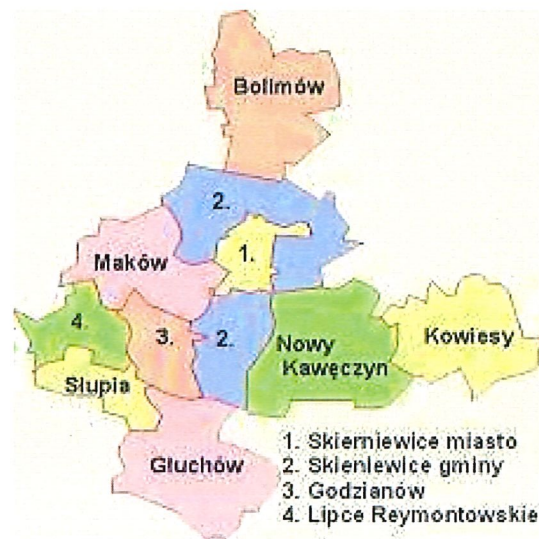 Bolimów
2.
1.
Maków
4.
3.
2.
Nowy
Kawęczyn
Kowiesy
Słupia
Głuchów
1. Skierniewice miasto
2. Skieniewice gminy
3. Godzianów
4. Lipce Reymontowskie